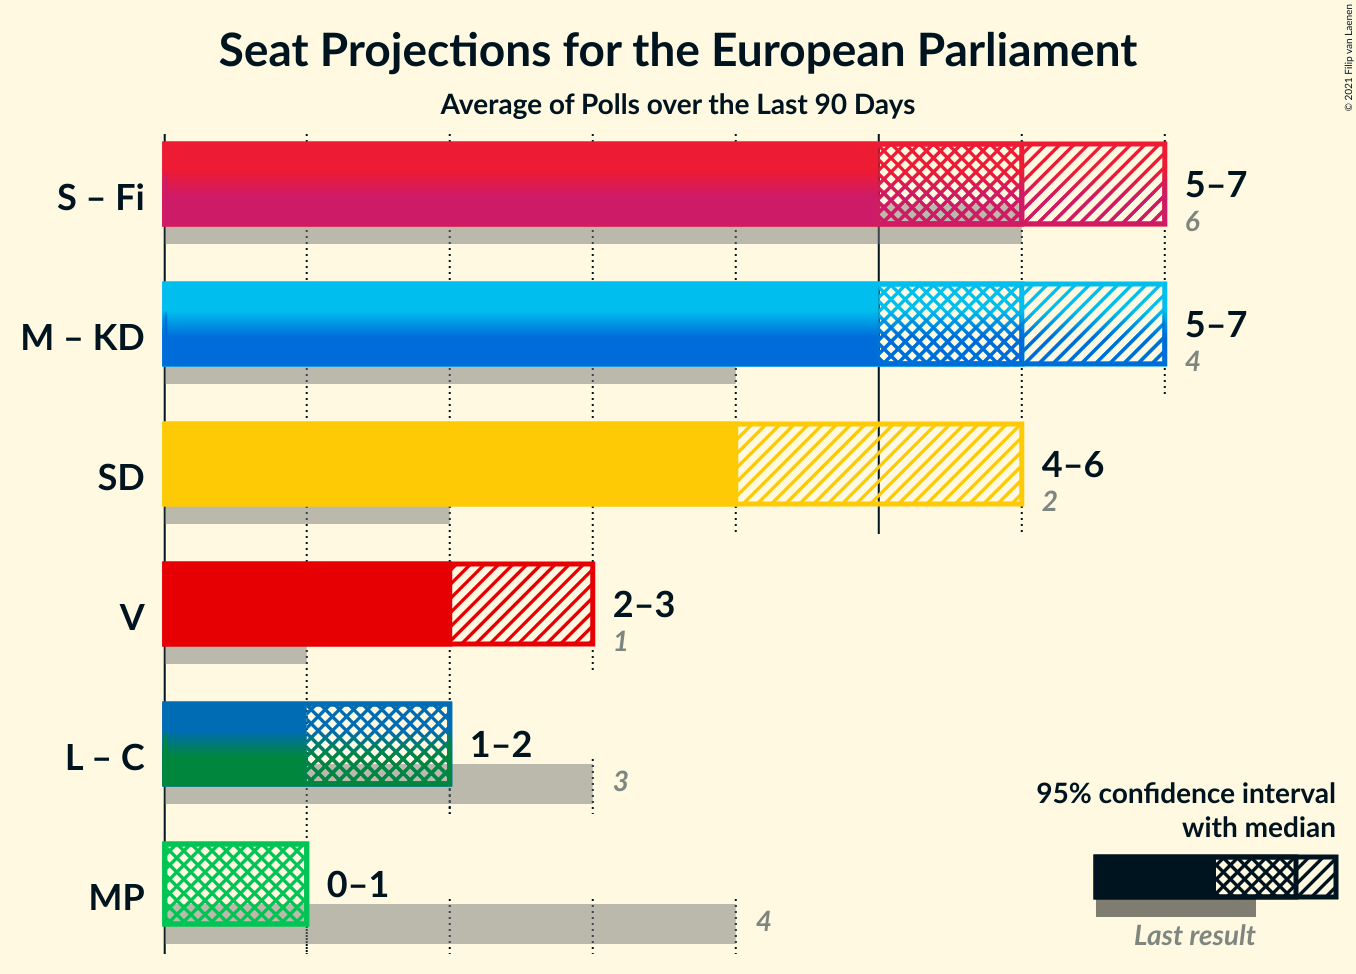 Seat Projections for the European Parliament
Average of Polls over the Last 90 Days
© 2021 Filip van Laenen
S – Fi
5–7
6
M – KD
5–7
4
SD
4–6
2
V
2–3
1
L – C
1–2
3
MP
0–1
4
95% confidence interval
with median
Last result